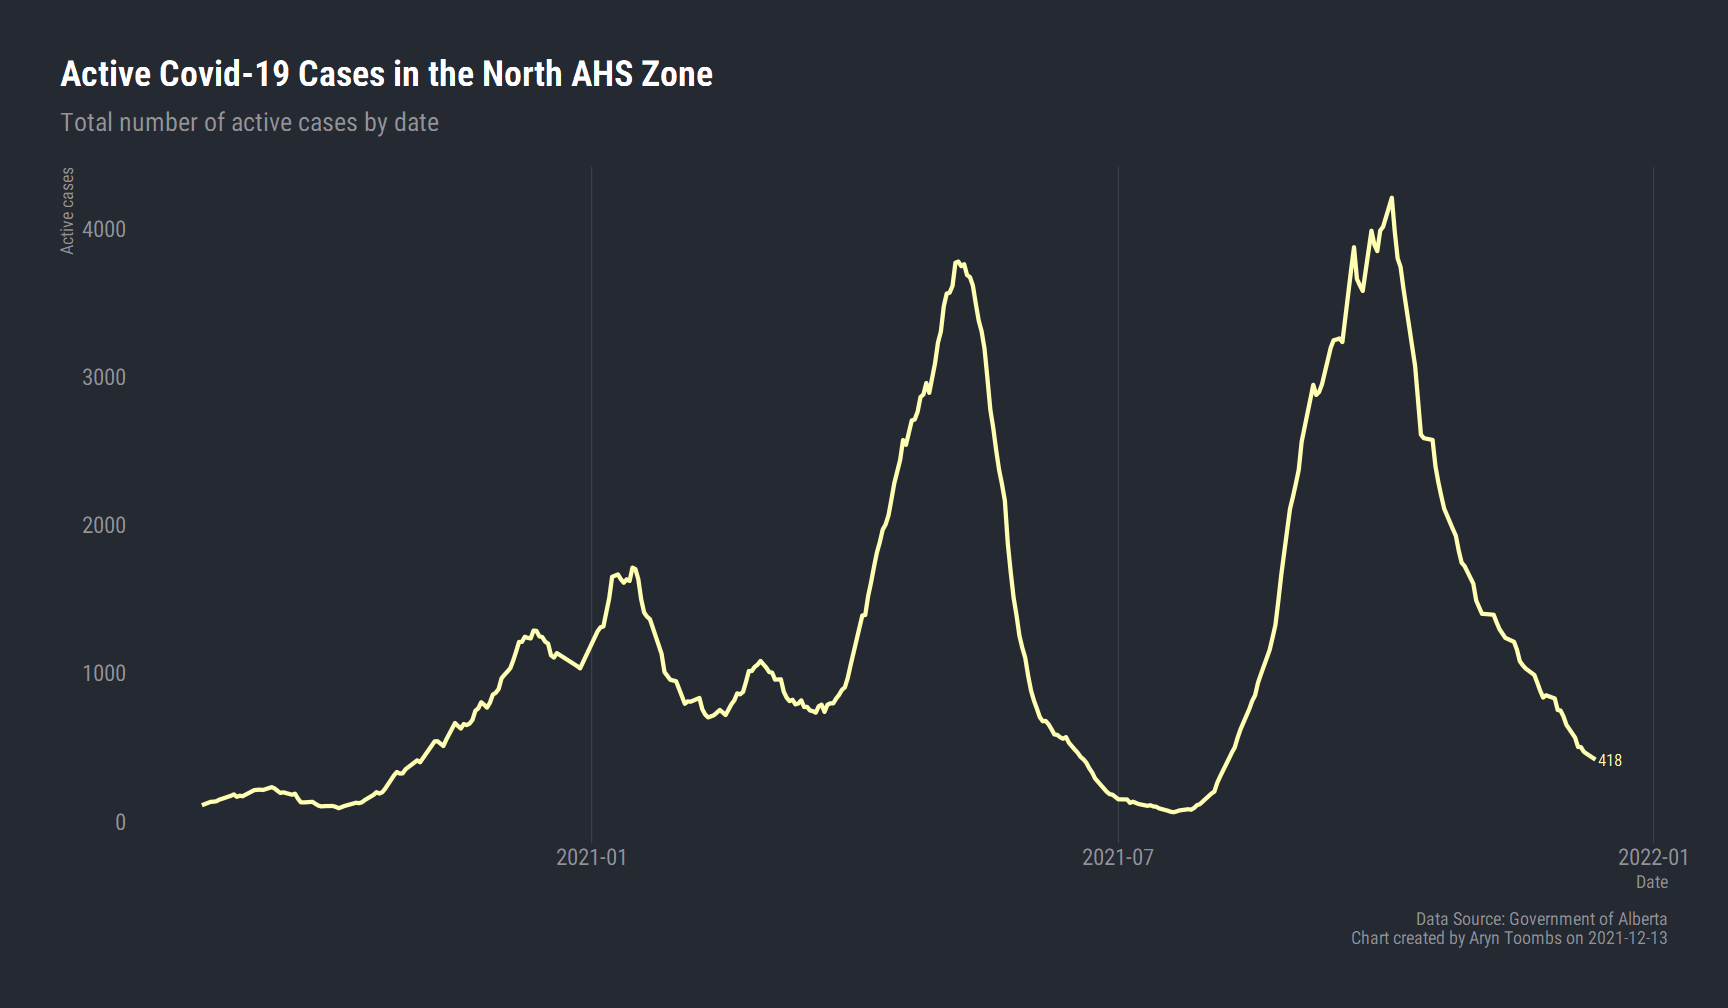 Active Covid-19 Cases in the North AHS Zone
Total number of active cases by date
Active cases
4000
3000
2000
1000
0
418
2021-01
2021-07
2022-01
Date
Data Source: Government of Alberta
Chart created by Aryn Toombs on 2021-12-13